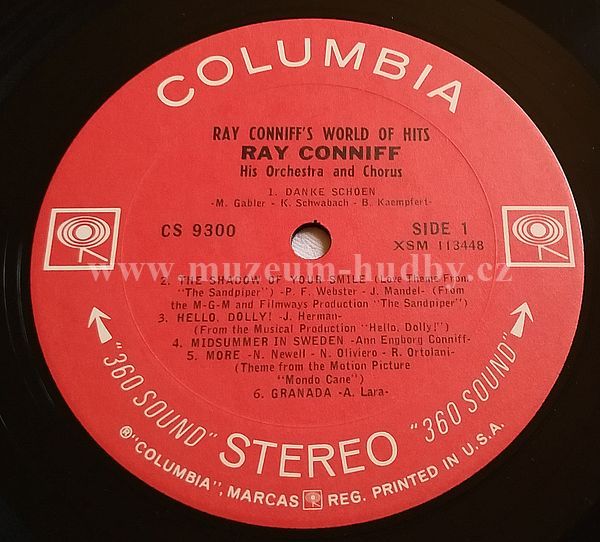 COLUMBIA
RAY CONNIFF'S WORLD OF HITS
RAY CONNIFF
His Orchestra and Chorus
1. DANKE SCHOEN
-M. Gabler - K. Schwabach - B. Kaempfert-
CS 9300
SIDE 1
XSM 113448
www.muzeum-hudby.cz
2. THE SHADOW OF YOUR SMILE (Love Theme From
"The Sandpiper") -P. F. Webster - J. Mandel- (From
the M-G-M and Filmways Production "The Sandpiper")
3. HELLO, DOLLY! -J. Herman-
(From the Musical Production "Hello, Dolly!")
4. MIDSUMMER IN SWEDEN -Ann Engborg Conniff-
5. MORE -N. Newell - N. Oliviero - R. Ortolani-
(Theme from the Motion Picture
"Mondo Cane")
6. GRANADA -A. Lara-
"360 SOUND" STEREO "360 SOUND"
® "COLUMBIA", MARCAS REG. PRINTED IN U.S.A.